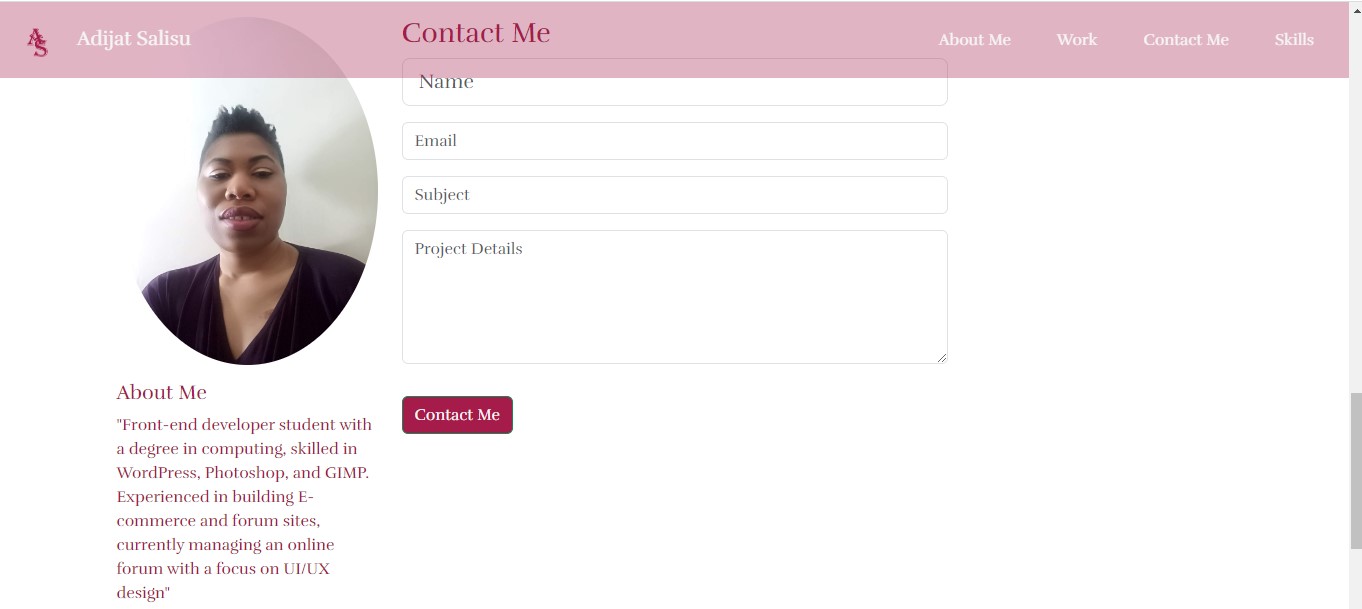 AS
Adijat Salisu
About Me
Work
Contact Me
Skills
Contact Me
Name
Email
Subject
Project Details
Contact Me
About Me
"Front-end developer student with
a degree in computing, skilled in
WordPress, Photoshop, and GIMP.
Experienced in building E-
commerce and forum sites,
currently managing an online
forum with a focus on UI/UX
design"